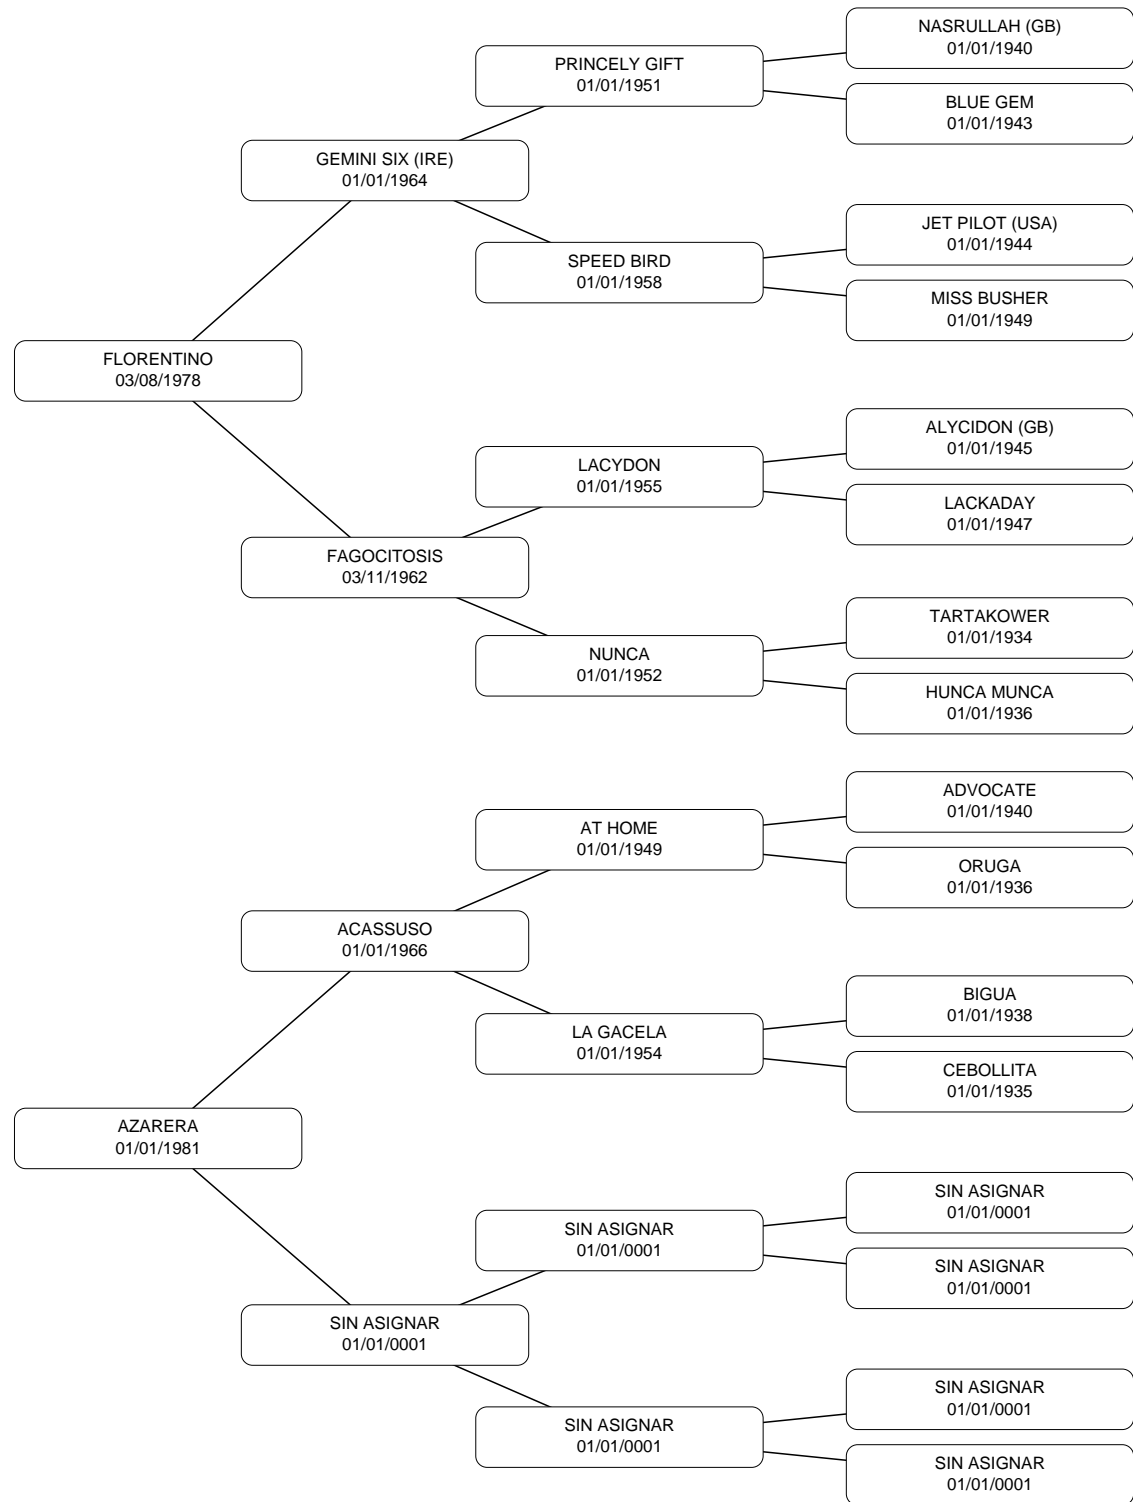 NASRULLAH (GB)
01/01/1940
PRINCELY GIFT
01/01/1951
BLUE GEM
01/01/1943
GEMINI SIX (IRE)
01/01/1964
JET PILOT (USA)
01/01/1944
SPEED BIRD
01/01/1958
MISS BUSHER
01/01/1949
FLORENTINO
03/08/1978
ALYCIDON (GB)
01/01/1945
LACYDON
01/01/1955
LACKADAY
01/01/1947
FAGOCITOSIS
03/11/1962
TARTAKOWER
01/01/1934
NUNCA
01/01/1952
HUNCA MUNCA
01/01/1936
ADVOCATE
01/01/1940
AT HOME
01/01/1949
ORUGA
01/01/1936
ACASSUSO
01/01/1966
BIGUA
01/01/1938
LA GACELA
01/01/1954
CEBOLLITA
01/01/1935
AZARERA
01/01/1981
SIN ASIGNAR
01/01/0001
SIN ASIGNAR
01/01/0001
SIN ASIGNAR
01/01/0001
SIN ASIGNAR
01/01/0001
SIN ASIGNAR
01/01/0001
SIN ASIGNAR
01/01/0001
SIN ASIGNAR
01/01/0001